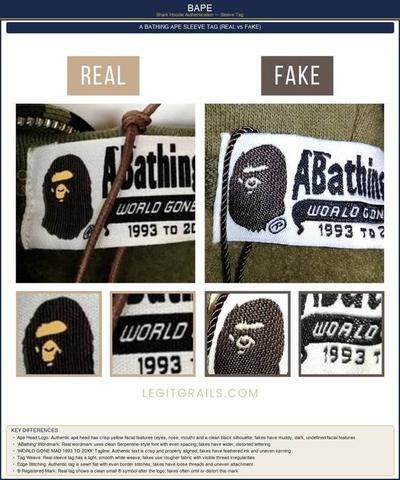 BAPE
Shark Hoodie Authentication — Sleeve Tag
A BATHING APE SLEEVE TAG (REAL vs FAKE)
REAL
FAKE
ABathing
WORLD GONE
1993 TO 20
ABathing
WORLD GON
1993 TO 2
®
WORLD
1993
WORLD
1993 T
LEGITGRAILS.COM
KEY DIFFERENCES
• Ape Head Logo: Authentic ape head has crisp yellow facial features (eyes, nose, mouth) and a clean black silhouette; fakes have muddy, dark, undefined facial features
• 'ABathing' Wordmark: Real wordmark uses clean Serpentine-style font with even spacing; fakes have wider, distorted lettering
• 'WORLD GONE MAD 1993 TO 20XX' Tagline: Authentic text is crisp and properly aligned; fakes have feathered ink and uneven kerning
• Tag Weave: Real sleeve tag has a tight, smooth white weave; fakes use rougher fabric with visible thread irregularities
• Edge Stitching: Authentic tag is sewn flat with even border stitches; fakes have loose threads and uneven attachment
• ® Registered Mark: Real tag shows a clean small ® symbol after the logo; fakes often omit or distort this mark